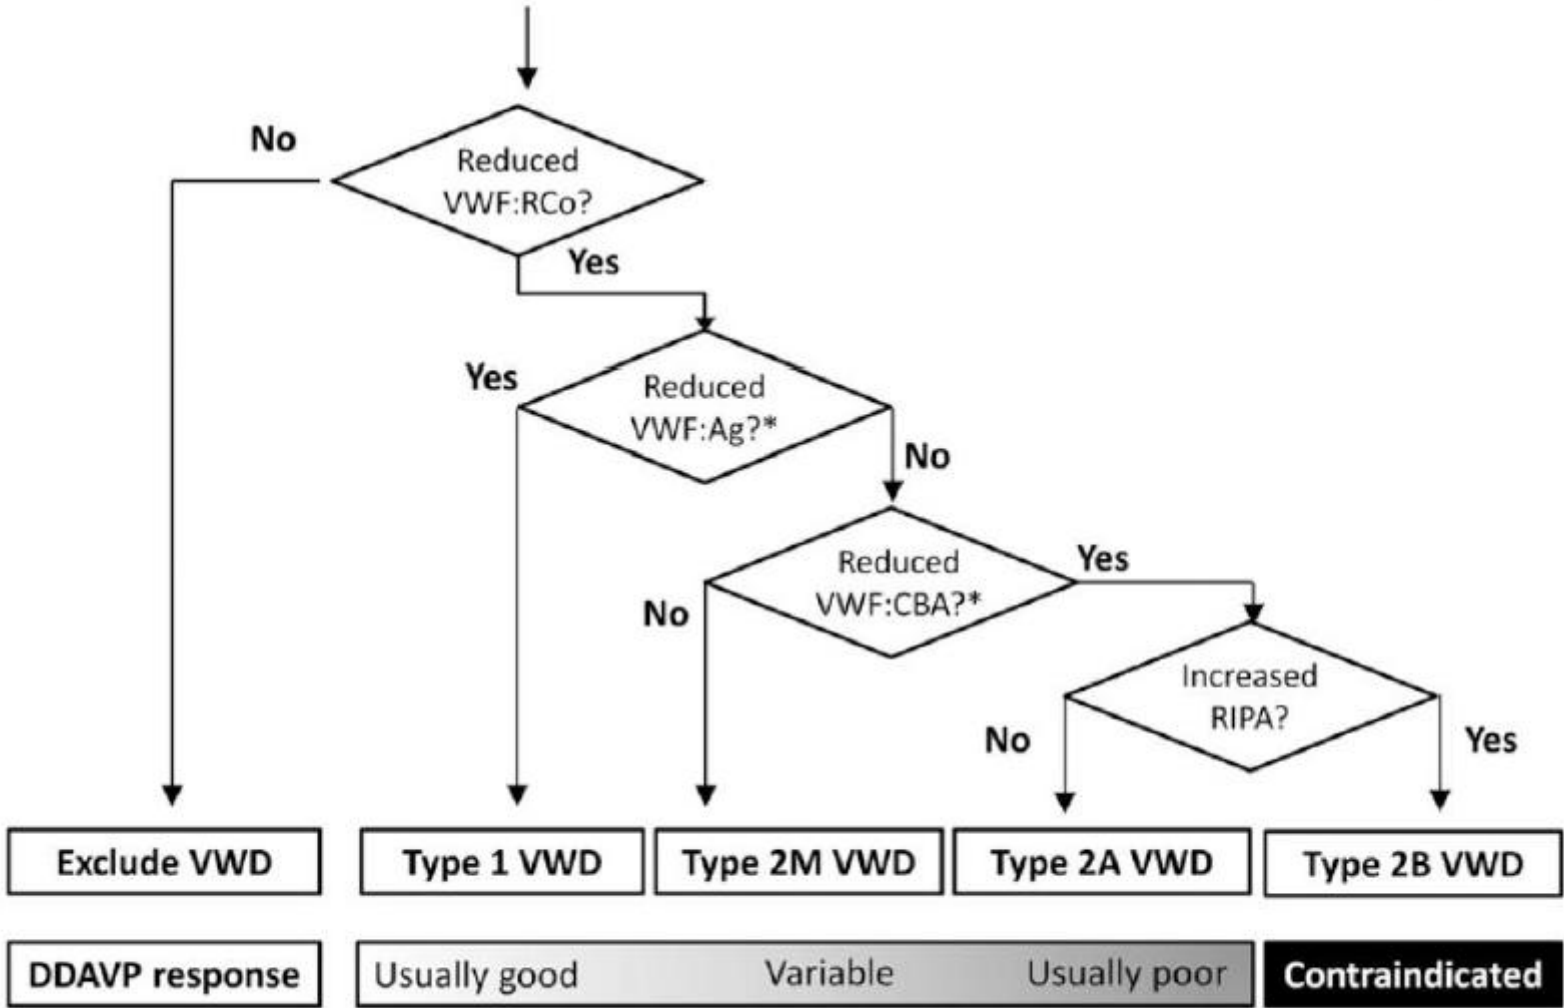 No
Reduced
VWF:RCo?
Yes
Yes
Reduced
VWF:Ag?*
No
Reduced
VWF:CBA?*
Yes
No
Increased
RIPA?
No
Yes
Exclude VWD
Type 1 VWD
Type 2M VWD
Type 2A VWD
Type 2B VWD
DDAVP response
Usually good
Variable
Usually poor
Contraindicated